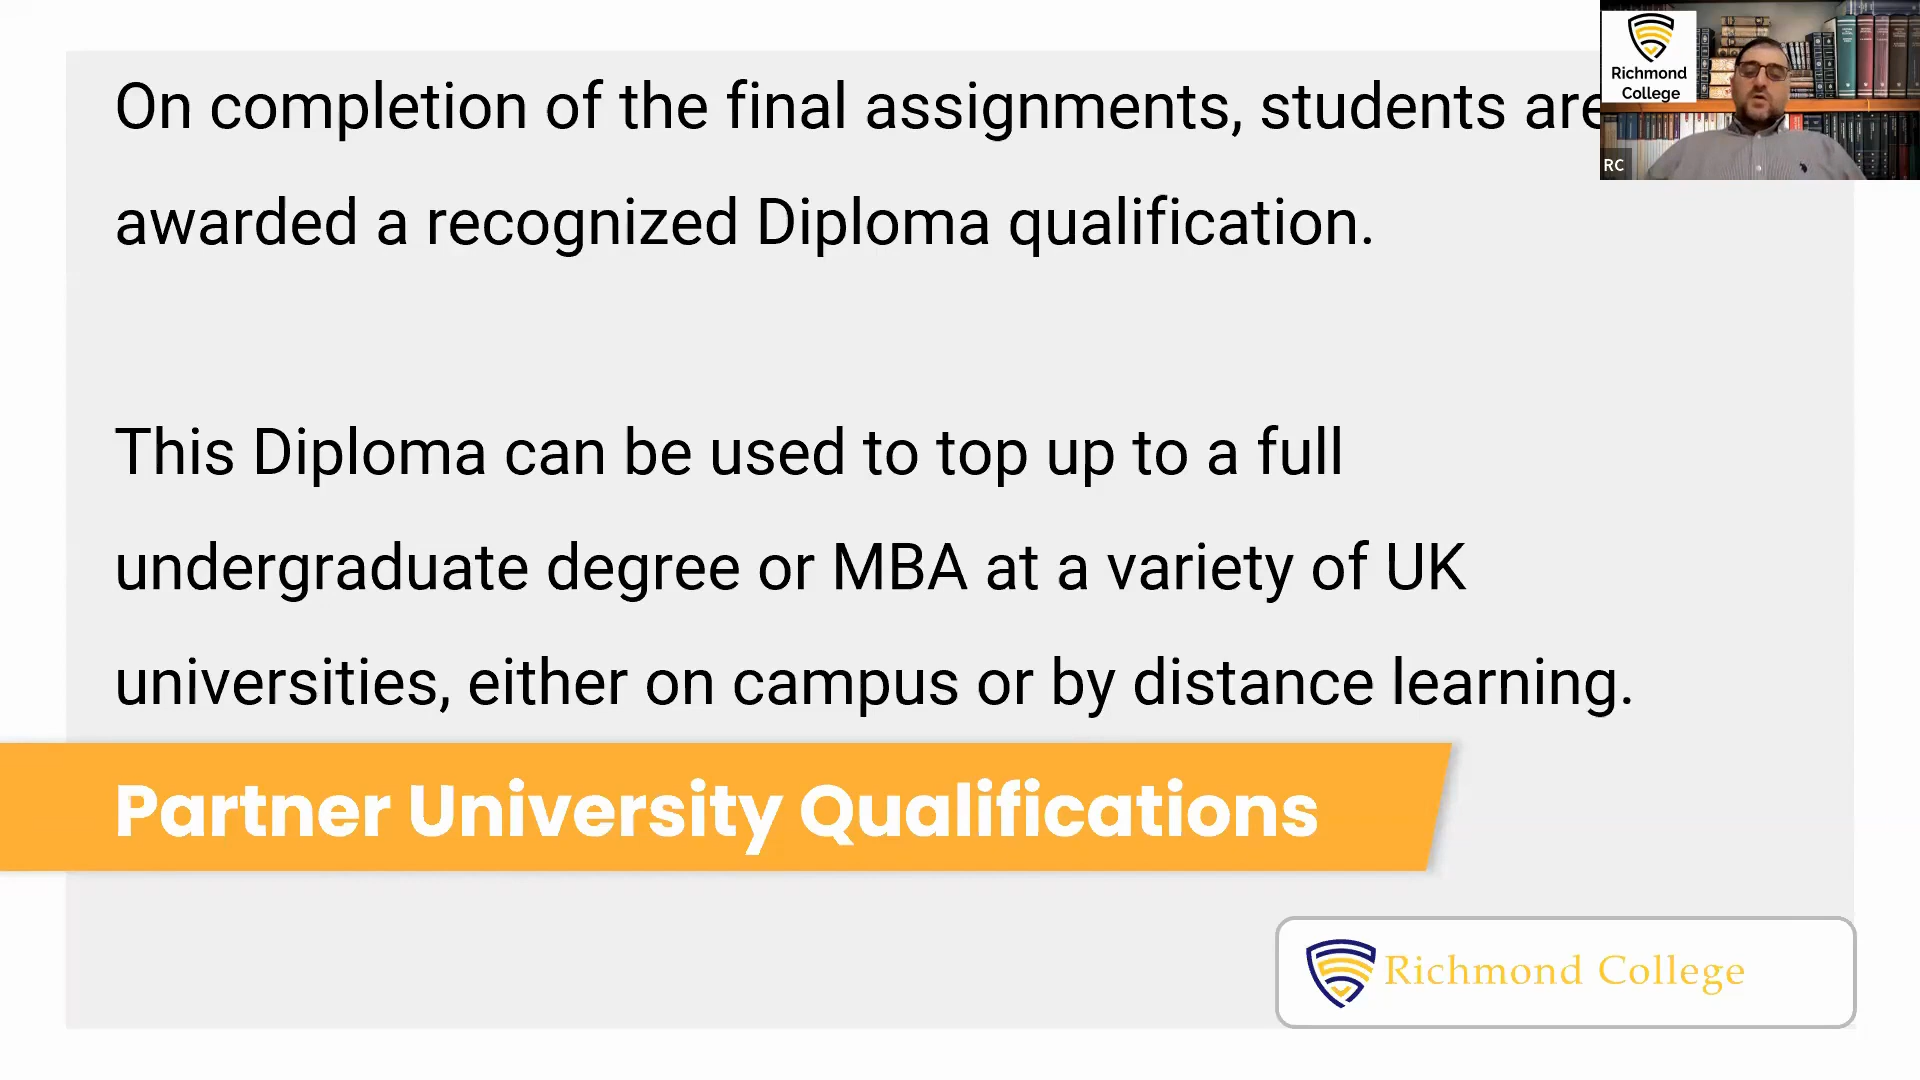 On completion of the final assignments, students are
awarded a recognized Diploma qualification.
This Diploma can be used to top up to a full
undergraduate degree or MBA at a variety of UK
universities, either on campus or by distance learning.
Partner University Qualifications
Richmond College
Richmond
College
RC